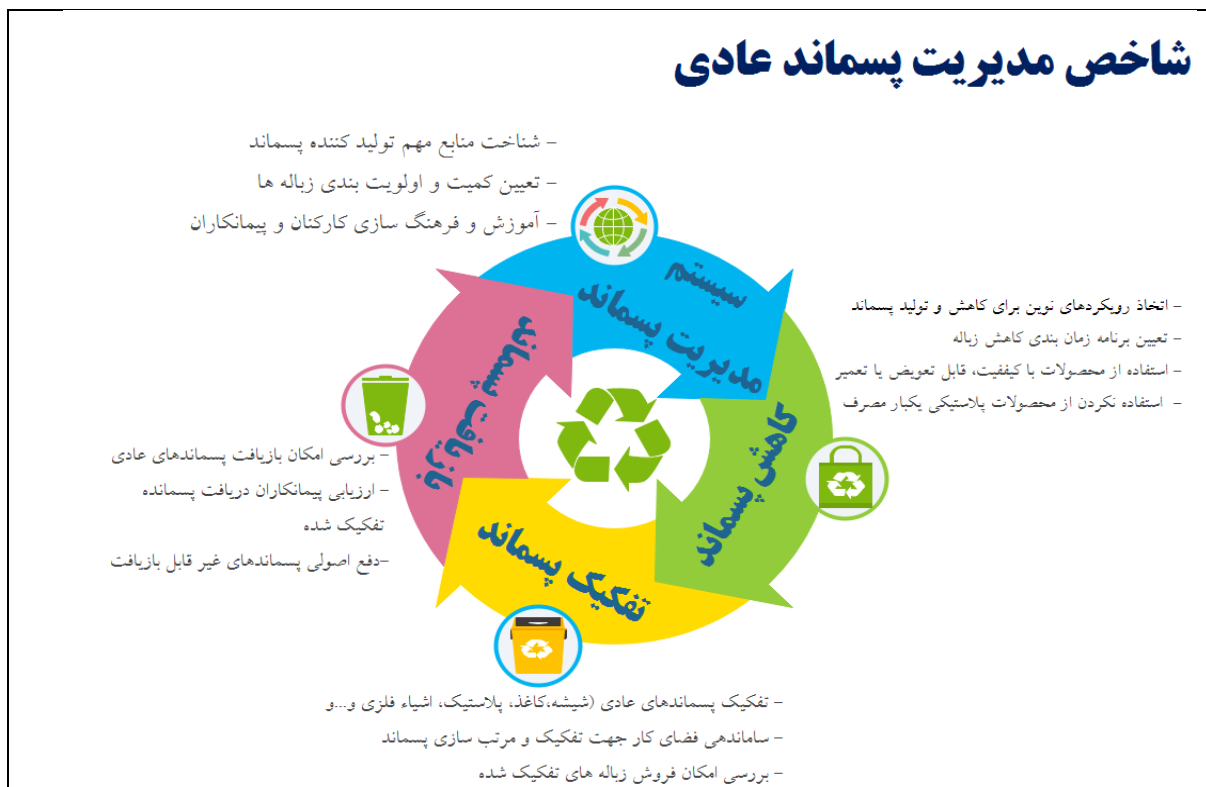 شاخص مدیریت پسماند عادی
- شناخت منابع مهم تولید کننده پسماند
- تعیین کمیت و اولویت بندی زباله ها
- آموزش و فرهنگ سازی کارکنان و پیمانکاران
سیستم
مدیریت پسماند
- اتخاذ رویکردهای نوین برای کاهش و تولید پسماند
- تعیین برنامه زمان بندی کاهش زباله
- استفاده از محصولات با کیففیت، قابل تعویض یا تعمیر
- استفاده نکردن از محصولات پلاستیکی یکبار مصرف
کاهش پسماند
تفکیک پسماند
- تفکیک پسماندهای عادی (شیشه،کاغذ، پلاستیک، اشیاء فلزی و...و
- ساماندهی فضای کار جهت تفکیک و مرتب سازی پسماند
- بررسی امکان فروش زباله های تفکیک شده
بازیافت پسماند
- بررسی امکان بازیافت پسماندهای عادی
- ارزیابی پیمانکاران دریافت پسمانده
تفکیک شده
-دفع اصولی پسماندهای غیر قابل بازیافت